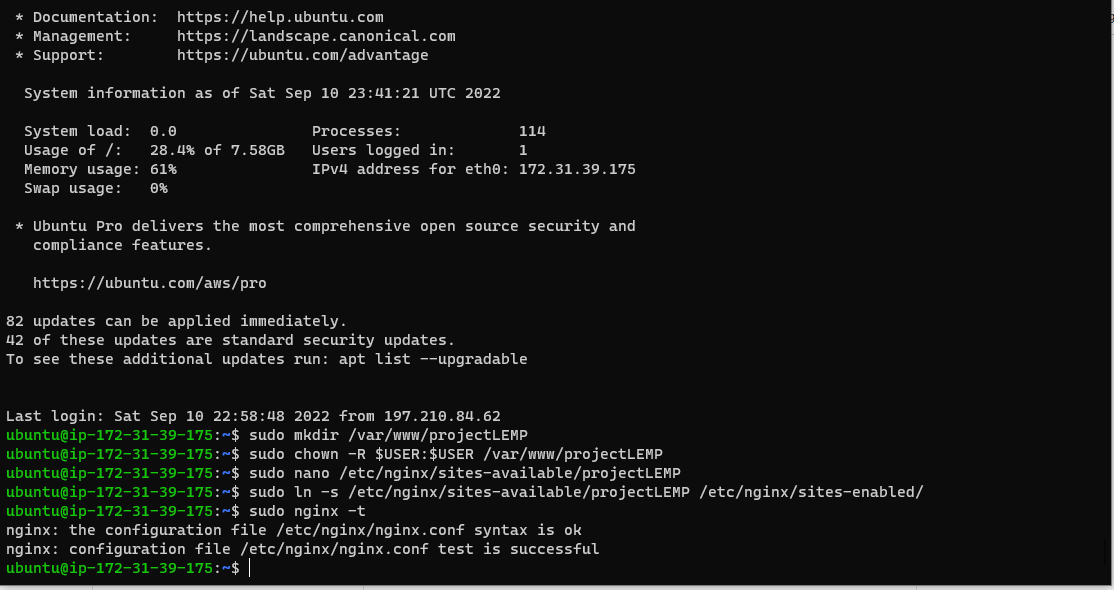 * Documentation:  https://help.ubuntu.com
* Management:     https://landscape.canonical.com
* Support:        https://ubuntu.com/advantage
System information as of Sat Sep 10 23:41:21 UTC 2022
System load:  0.0               Processes:             114
Usage of /:   28.4% of 7.58GB   Users logged in:       1
Memory usage: 61%               IPv4 address for eth0: 172.31.39.175
Swap usage:   0%
* Ubuntu Pro delivers the most comprehensive open source security and
compliance features.
https://ubuntu.com/aws/pro
82 updates can be applied immediately.
42 of these updates are standard security updates.
To see these additional updates run: apt list --upgradable
Last login: Sat Sep 10 22:58:48 2022 from 197.210.84.62
ubuntu@ip-172-31-39-175:~$ sudo mkdir /var/www/projectLEMP
ubuntu@ip-172-31-39-175:~$ sudo chown -R $USER:$USER /var/www/projectLEMP
ubuntu@ip-172-31-39-175:~$ sudo nano /etc/nginx/sites-available/projectLEMP
ubuntu@ip-172-31-39-175:~$ sudo ln -s /etc/nginx/sites-available/projectLEMP /etc/nginx/sites-enabled/
ubuntu@ip-172-31-39-175:~$ sudo nginx -t
nginx: the configuration file /etc/nginx/nginx.conf syntax is ok
nginx: configuration file /etc/nginx/nginx.conf test is successful
ubuntu@ip-172-31-39-175:~$